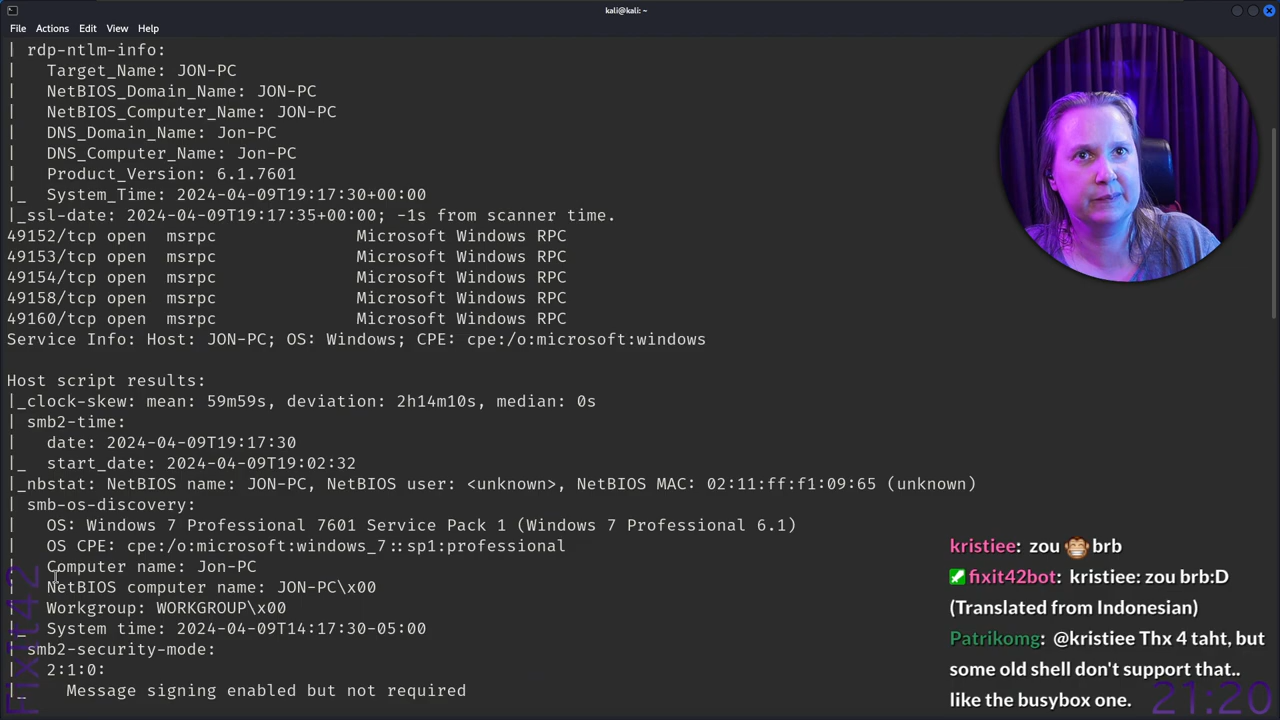 kali@kali: ~
File Actions Edit View Help
| rdp-ntlm-info:
|   Target_Name: JON-PC
|   NetBIOS_Domain_Name: JON-PC
|   NetBIOS_Computer_Name: JON-PC
|   DNS_Domain_Name: Jon-PC
|   DNS_Computer_Name: Jon-PC
|   Product_Version: 6.1.7601
|_  System_Time: 2024-04-09T19:17:30+00:00
|_ssl-date: 2024-04-09T19:17:35+00:00; -1s from scanner time.
49152/tcp open  msrpc              Microsoft Windows RPC
49153/tcp open  msrpc              Microsoft Windows RPC
49154/tcp open  msrpc              Microsoft Windows RPC
49158/tcp open  msrpc              Microsoft Windows RPC
49160/tcp open  msrpc              Microsoft Windows RPC
Service Info: Host: JON-PC; OS: Windows; CPE: cpe:/o:microsoft:windows
Host script results:
|_clock-skew: mean: 59m59s, deviation: 2h14m10s, median: 0s
| smb2-time:
|   date: 2024-04-09T19:17:30
|_  start_date: 2024-04-09T19:02:32
|_nbstat: NetBIOS name: JON-PC, NetBIOS user: <unknown>, NetBIOS MAC: 02:11:ff:f1:09:65 (unknown)
| smb-os-discovery:
|   OS: Windows 7 Professional 7601 Service Pack 1 (Windows 7 Professional 6.1)
|   OS CPE: cpe:/o:microsoft:windows_7::sp1:professional
|   Computer name: Jon-PC
|   NetBIOS computer name: JON-PC\x00
|   Workgroup: WORKGROUP\x00
|_  System time: 2024-04-09T14:17:30-05:00
| smb2-security-mode:
|   2:1:0:
|_    Message signing enabled but not required
kristiee: zou 😁 brb
fixit42bot: kristiee: zou brb:D
(Translated from Indonesian)
Patrikomg: @kristiee Thx 4 taht, but
some old shell don't support that..
like the busybox one.
Fixit42
21:20